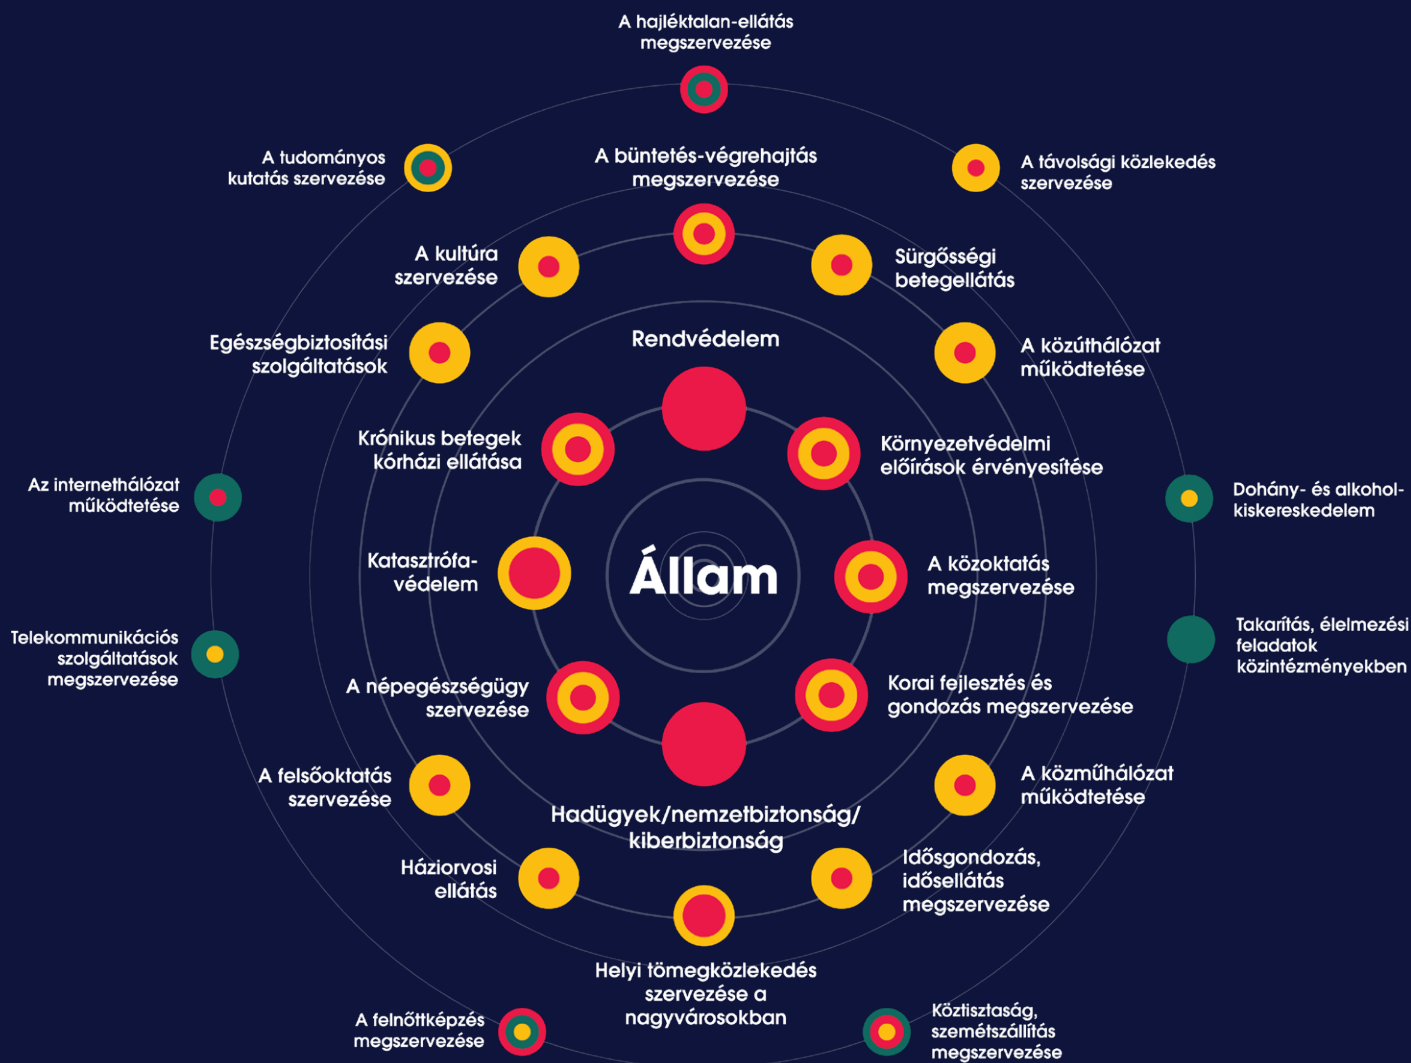 A hajléktalan-ellátás
megszervezése
A tudományos
kutatás szervezése
A büntetés-végrehajtás
megszervezése
A távolsági közlekedés
szervezése
A kultúra
szervezése
Sürgősségi
betegellátás
Egészségbiztosítási
szolgáltatások
Rendvédelem
A közúthálózat
működtetése
Krónikus betegek
kórházi ellátása
Környezetvédelmi
előírások érvényesítése
Az internethálózat
működtetése
Dohány- és alkohol-
kiskereskedelem
Katasztrófa-
védelem
Állam
A közoktatás
megszervezése
Telekommunikációs
szolgáltatások
megszervezése
Takarítás, élelmezési
feladatok
közintézményekben
A népegészségügy
szervezése
Korai fejlesztés és
gondozás megszervezése
A felsőoktatás
szervezése
Hadügyek/nemzetbiztonság/
kiberbiztonság
A közműhálózat
működtetése
Háziorvosi
ellátás
Idősgondozás,
idősellátás
megszervezése
Helyi tömegközlekedés
szervezése a
nagyvárosokban
A felnőttképzés
megszervezése
Köztisztaság,
szemétszállítás
megszervezése